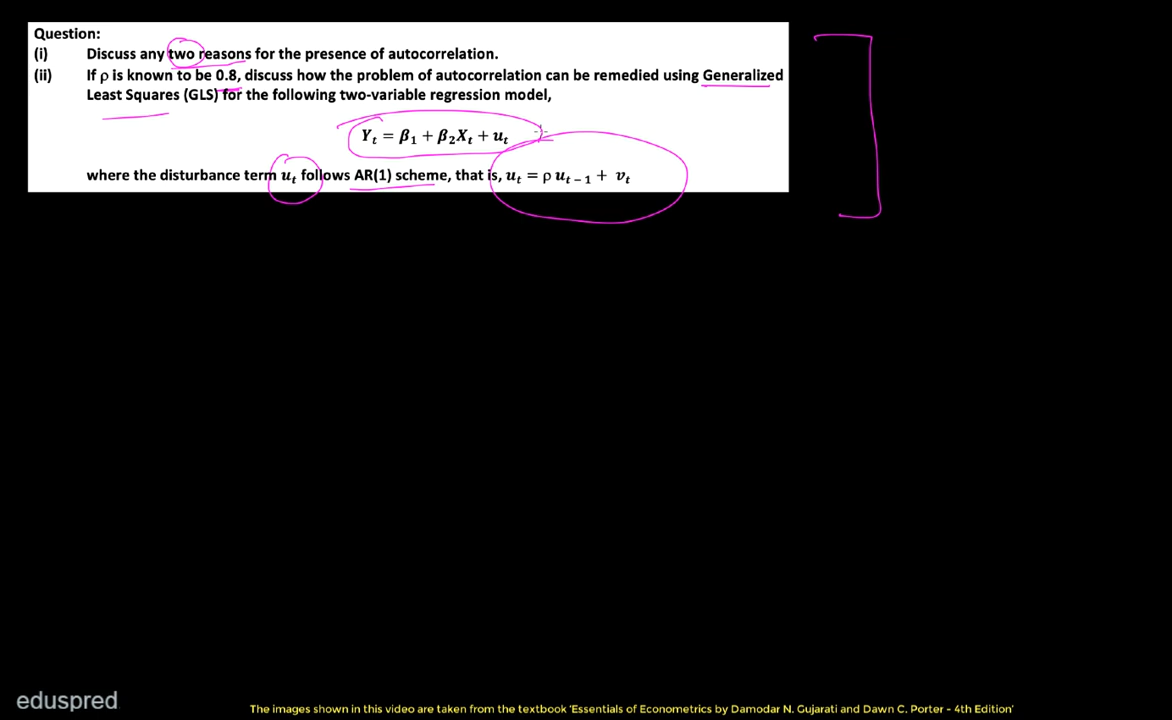 Question:
(i) Discuss any two reasons for the presence of autocorrelation.
(ii) If ρ is known to be 0.8, discuss how the problem of autocorrelation can be remedied using Generalized
Least Squares (GLS) for the following two-variable regression model,
Yₜ = β₁ + β₂Xₜ + uₜ
where the disturbance term uₜ follows AR(1) scheme, that is, uₜ = ρ uₜ₋₁ + vₜ
eduspred
The images shown in this video are taken from the textbook 'Essentials of Econometrics by Damodar N. Gujarati and Dawn C. Porter - 4th Edition'